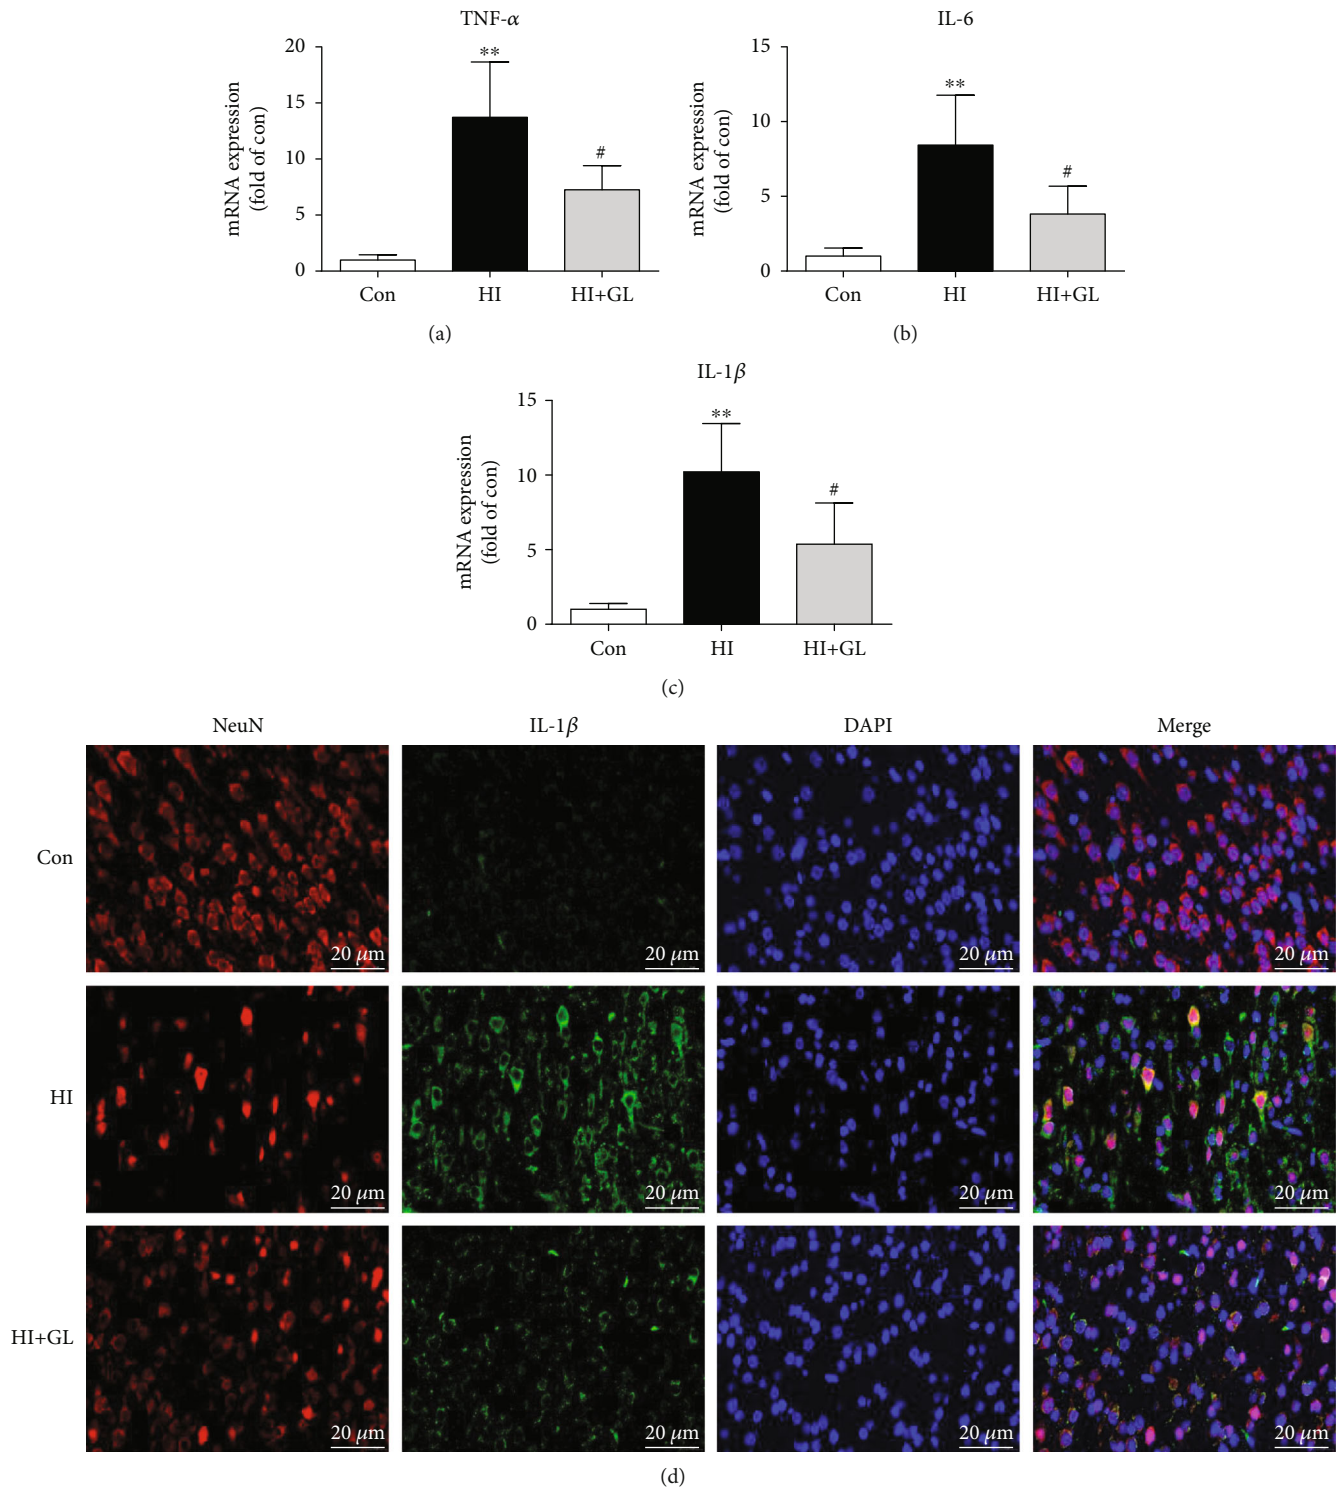 TNF-α
20
15
10
5
0
mRNA expression
(fold of con)
**
#
Con HI HI+GL
(a)
IL-6
15
10
5
0
mRNA expression
(fold of con)
**
#
Con HI HI+GL
(b)
IL-1β
15
10
5
0
mRNA expression
(fold of con)
**
#
Con HI HI+GL
(c)
NeuN IL-1β DAPI Merge
Con
20 μm 20 μm 20 μm 20 μm
HI
20 μm 20 μm 20 μm 20 μm
HI+GL
20 μm 20 μm 20 μm 20 μm
(d)